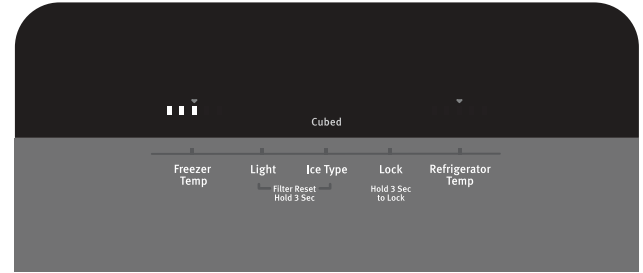 Cubed
Freezer
Temp
Light
Ice Type
Lock
Refrigerator
Temp
Filter Reset
Hold 3 Sec
Hold 3 Sec
to Lock